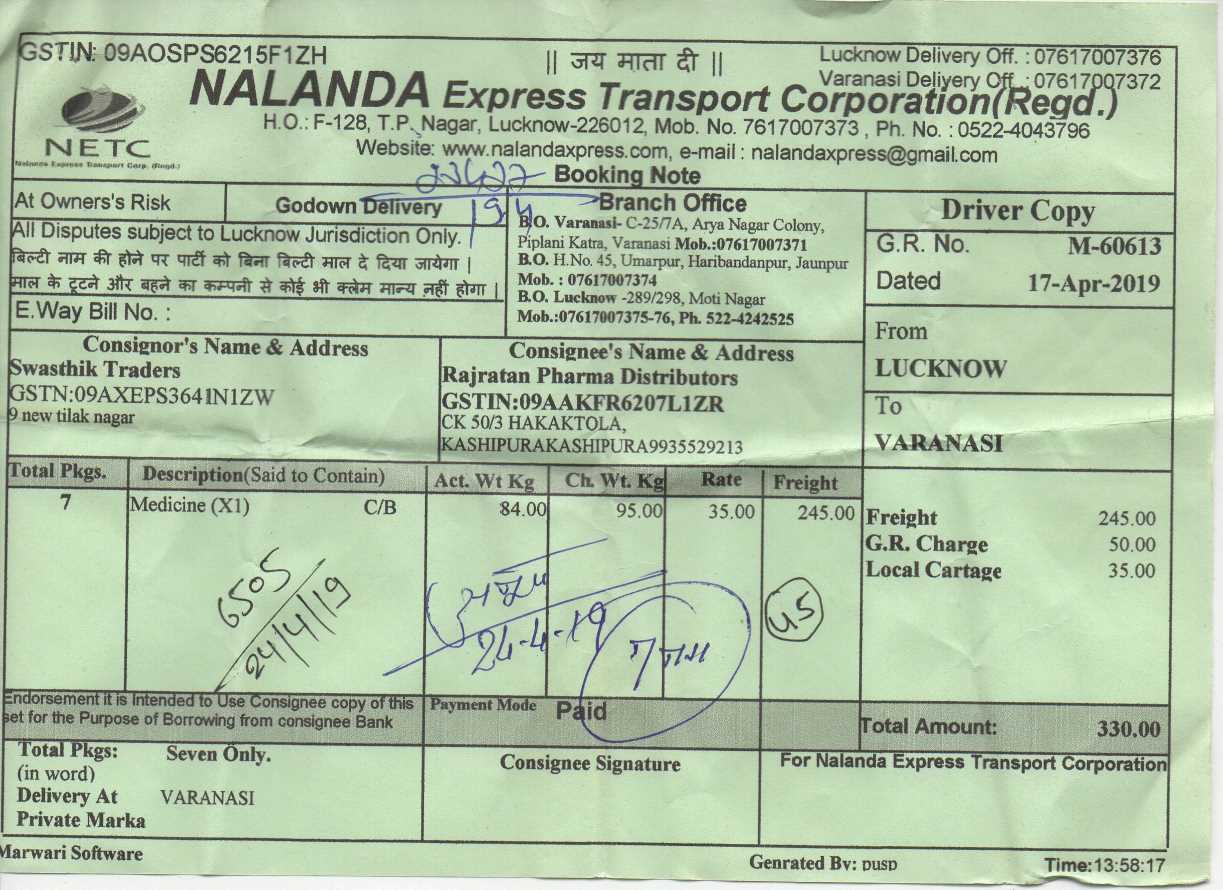 GSTIN: 09AOSPS6215F1ZH
|| जय माता दी ||
Lucknow Delivery Off. : 07617007376
Varanasi Delivery Off. : 07617007372
NALANDA Express Transport Corporation(Regd.)
H.O.: F-128, T.P. Nagar, Lucknow-226012, Mob. No. 7617007373 , Ph. No. : 0522-4043796
Website: www.nalandaxpress.com, e-mail : nalandaxpress@gmail.com
NETC
Nalanda Express Transport Corp. (Regd.)
Booking Note
At Owners's Risk
Godown Delivery
All Disputes subject to Lucknow Jurisdiction Only.
बिल्टी नाम की होने पर पार्टी को बिना बिल्टी माल दे दिया जायेगा |
माल के टूटने और बहने का कम्पनी से कोई भी क्लेम मान्य नहीं होगा |
E.Way Bill No. :
Branch Office
B.O. Varanasi- C-25/7A, Arya Nagar Colony,
Piplani Katra, Varanasi Mob.:07617007371
B.O. H.No. 45, Umarpur, Haribandanpur, Jaunpur
Mob. : 07617007374
B.O. Lucknow -289/298, Moti Nagar
Mob.:07617007375-76, Ph. 522-4242525
Driver Copy
G.R. No. M-60613
Dated 17-Apr-2019
From
LUCKNOW
To
VARANASI
Consignor's Name & Address
Swasthik Traders
GSTN:09AXEPS3641N1ZW
9 new tilak nagar
Consignee's Name & Address
Rajratan Pharma Distributors
GSTIN:09AAKFR6207L1ZR
CK 50/3 HAKAKTOLA,
KASHIPURAKASHIPURA9935529213
Total Pkgs. Description(Said to Contain) Act. Wt Kg Ch. Wt. Kg Rate Freight
7 Medicine (X1) C/B 84.00 95.00 35.00 245.00
Freight 245.00
G.R. Charge 50.00
Local Cartage 35.00
6505
24/4/19
24-4-19
45
Endorsement it is Intended to Use Consignee copy of this
set for the Purpose of Borrowing from consignee Bank
Payment Mode Paid
Total Amount: 330.00
Total Pkgs: Seven Only.
(in word)
Delivery At VARANASI
Private Marka
Consignee Signature
For Nalanda Express Transport Corporation
Marwari Software
Genrated By: pusp
Time:13:58:17